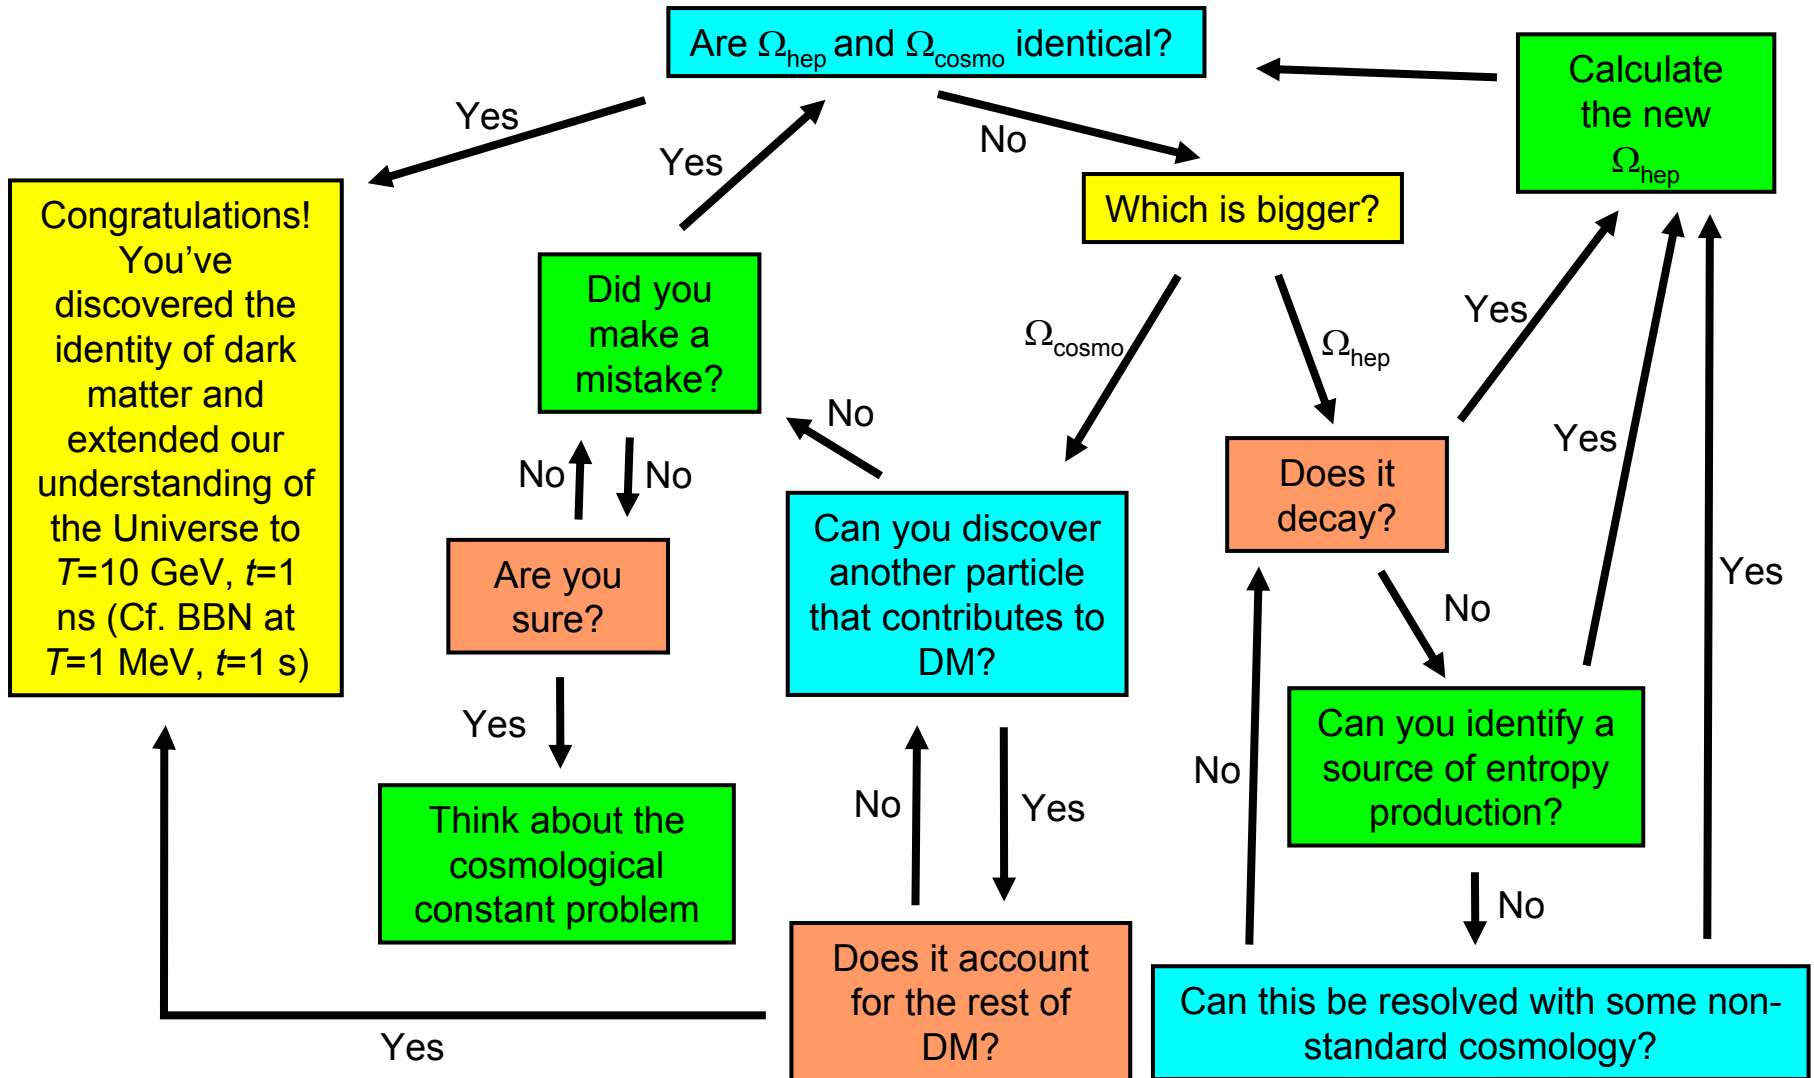 Are Ω_hep and Ω_cosmo identical?
Calculate
the new
Ω_hep
Yes
Yes
No
Congratulations!
You’ve
discovered the
identity of dark
matter and
extended our
understanding of
the Universe to
T=10 GeV, t=1
ns (Cf. BBN at
T=1 MeV, t=1 s)
Which is bigger?
Did you
make a
mistake?
Ω_cosmo
Ω_hep
Yes
No
No
No
Does it
decay?
Yes
Are you
sure?
Can you discover
another particle
that contributes to
DM?
No
Yes
Yes
Can you identify a
source of entropy
production?
No
No
Yes
Think about the
cosmological
constant problem
No
Does it account
for the rest of
DM?
Can this be resolved with some non-
standard cosmology?
Yes